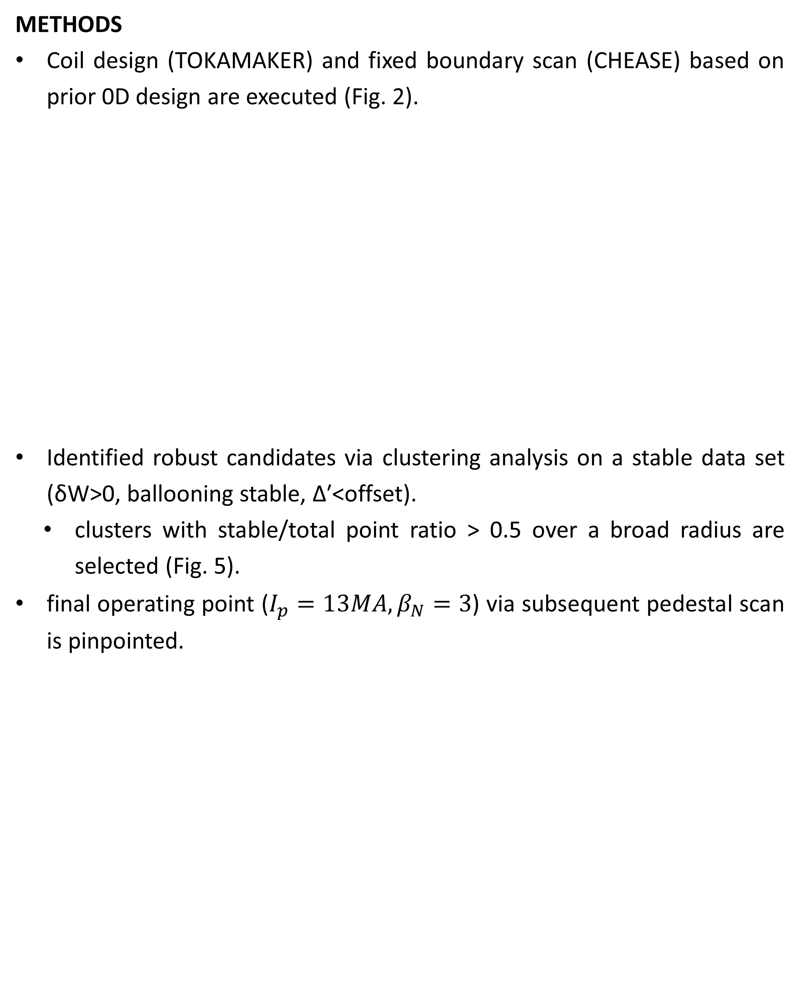 METHODS
• Coil design (TOKAMAKER) and fixed boundary scan (CHEASE) based on
prior 0D design are executed (Fig. 2).
• Identified robust candidates via clustering analysis on a stable data set
(δW>0, ballooning stable, Δ′<offset).
• clusters with stable/total point ratio > 0.5 over a broad radius are
selected (Fig. 5).
• final operating point (𝐼𝑝 = 13𝑀𝐴, 𝛽𝑁 = 3) via subsequent pedestal scan
is pinpointed.